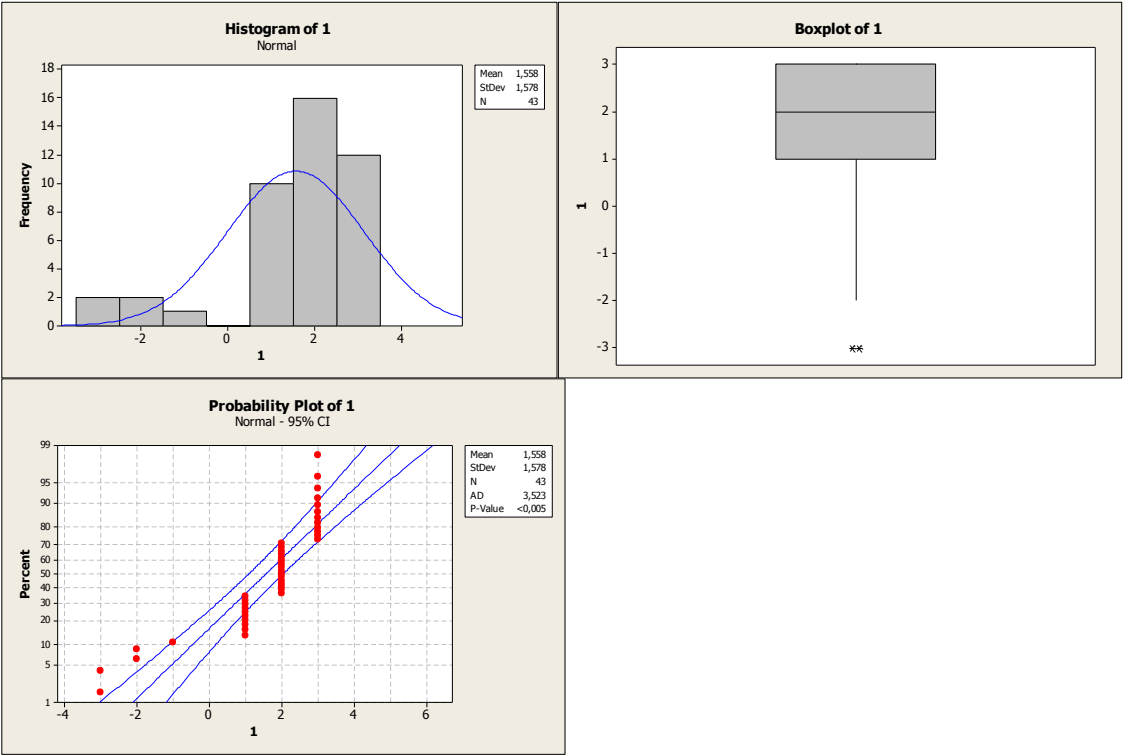 Histogram of 1
Normal
18
16
14
12
10
8
6
4
2
0
Frequency
-2 0 2 4
1
Mean 1,558
StDev 1,578
N 43
Boxplot of 1
3
2
1
0
-1
-2
-3
1
**
Probability Plot of 1
Normal - 95% CI
99
95
90
80
70
60
50
40
30
20
10
5
1
Percent
-4 -2 0 2 4 6
1
Mean 1,558
StDev 1,578
N 43
AD 3,523
P-Value <0,005